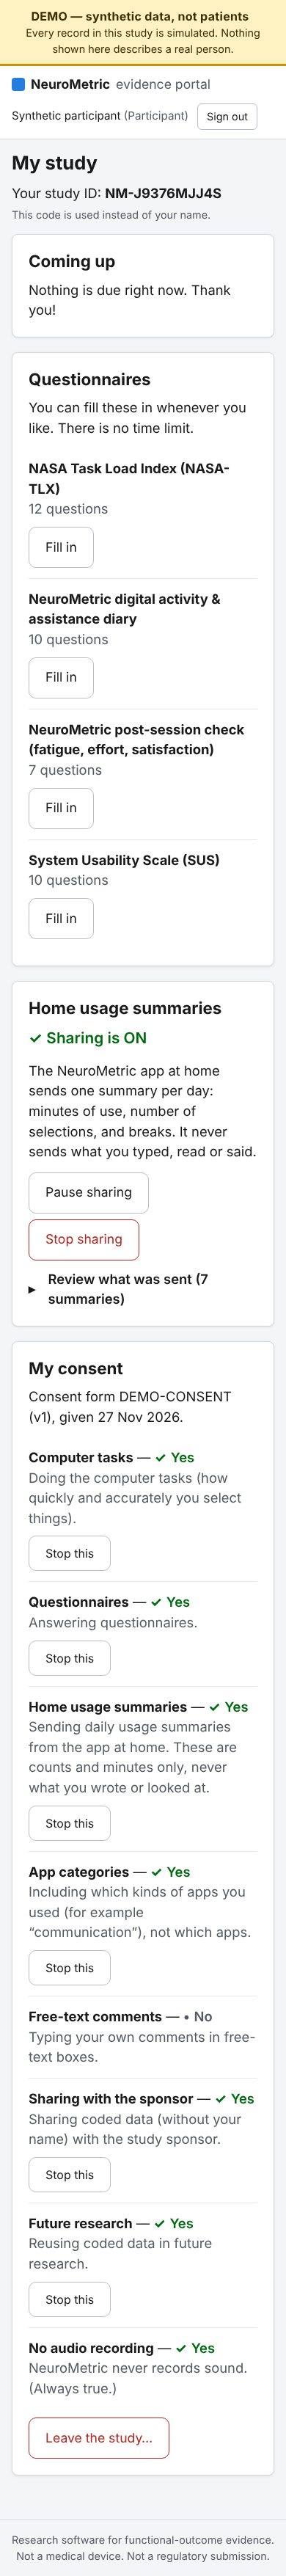 DEMO — synthetic data, not patients
Every record in this study is simulated. Nothing
shown here describes a real person.
NeuroMetric evidence portal
Synthetic participant (Participant) Sign out
My study
Your study ID: NM-J9376MJJ4S
This code is used instead of your name.
Coming up
Nothing is due right now. Thank
you!
Questionnaires
You can fill these in whenever you
like. There is no time limit.
NASA Task Load Index (NASA-
TLX)
12 questions
Fill in
NeuroMetric digital activity &
assistance diary
10 questions
Fill in
NeuroMetric post-session check
(fatigue, effort, satisfaction)
7 questions
Fill in
System Usability Scale (SUS)
10 questions
Fill in
Home usage summaries
✓ Sharing is ON
The NeuroMetric app at home
sends one summary per day:
minutes of use, number of
selections, and breaks. It never
sends what you typed, read or said.
Pause sharing
Stop sharing
▶ Review what was sent (7
summaries)
My consent
Consent form DEMO-CONSENT
(v1), given 27 Nov 2026.
Computer tasks — ✓ Yes
Doing the computer tasks (how
quickly and accurately you select
things).
Stop this
Questionnaires — ✓ Yes
Answering questionnaires.
Stop this
Home usage summaries — ✓ Yes
Sending daily usage summaries
from the app at home. These are
counts and minutes only, never
what you wrote or looked at.
Stop this
App categories — ✓ Yes
Including which kinds of apps you
used (for example
“communication”), not which apps.
Stop this
Free-text comments — • No
Typing your own comments in free-
text boxes.
Sharing with the sponsor — ✓ Yes
Sharing coded data (without your
name) with the study sponsor.
Stop this
Future research — ✓ Yes
Reusing coded data in future
research.
Stop this
No audio recording — ✓ Yes
NeuroMetric never records sound.
(Always true.)
Leave the study...
Research software for functional-outcome evidence.
Not a medical device. Not a regulatory submission.